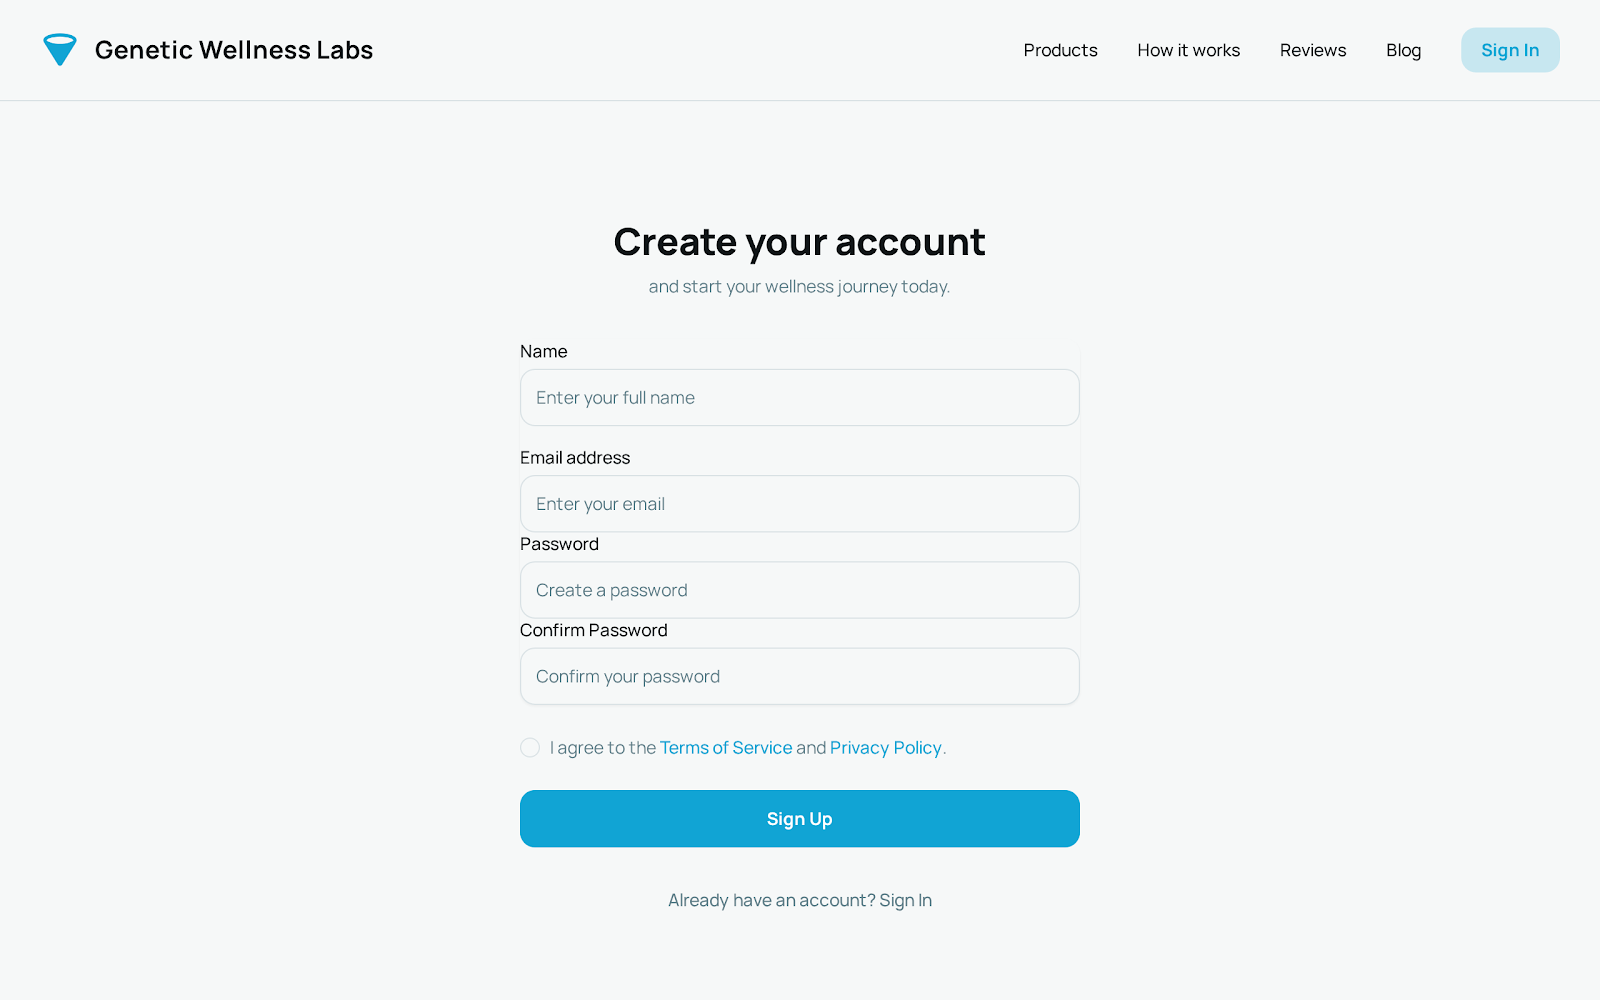 Genetic Wellness Labs
Products How it works Reviews Blog Sign In
Create your account
and start your wellness journey today.
Name
Enter your full name
Email address
Enter your email
Password
Create a password
Confirm Password
Confirm your password
I agree to the Terms of Service and Privacy Policy.
Sign Up
Already have an account? Sign In